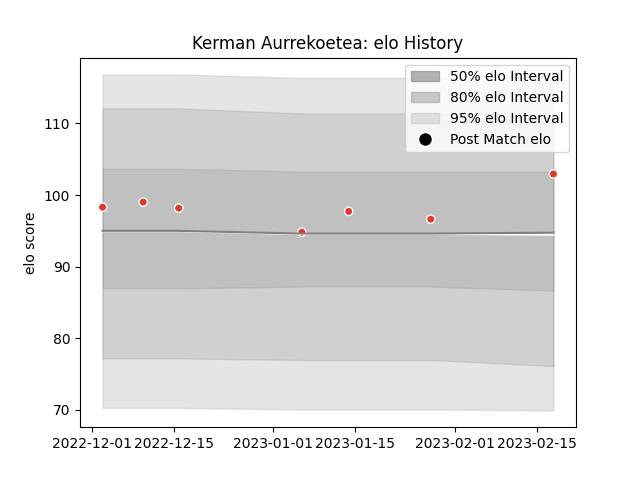 Kerman Aurrekoetea: elo History
50% elo Interval
80% elo Interval
95% elo Interval
Post Match elo
elo score
110
100
90
80
70
2022-12-01 2022-12-15 2023-01-01 2023-01-15 2023-02-01 2023-02-15